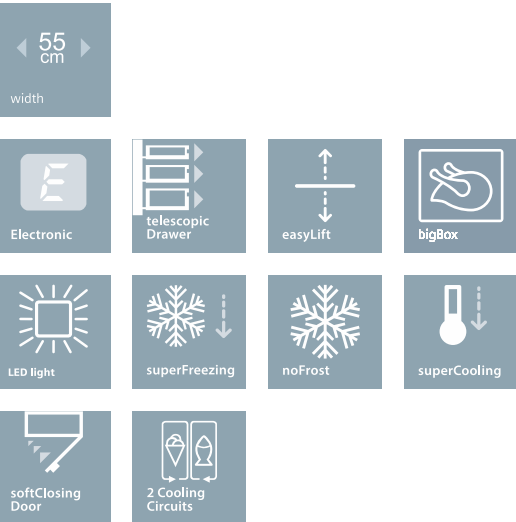 55
cm
width
E
Electronic
telescopic
Drawer
easyLift
bigBox
LED light
superFreezing
noFrost
superCooling
softClosing
Door
2 Cooling
Circuits